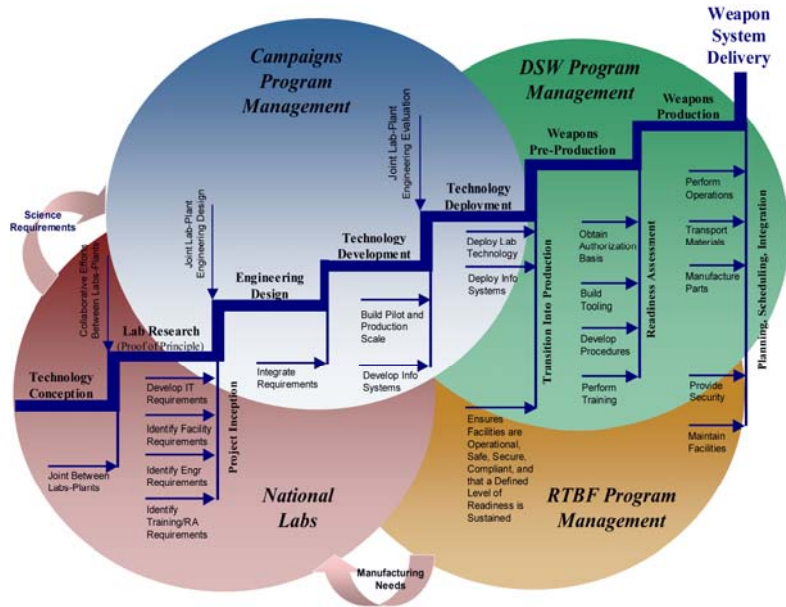 Weapon
System
Delivery
Campaigns
Program
Management
DSW Program
Management
Weapons
Production
Weapons
Pre-Production
Technology
Deployment
Technology
Development
Engineering
Design
Lab Research
(Proof of Principle)
Technology
Conception
Science
Requirements
Collaborative Efforts
Between Labs-Plants
Joint Lab-Plant
Engineering Design
Joint Lab-Plant
Engineering Evaluation
Perform
Operations
Transport
Materials
Manufacture
Parts
Provide
Security
Maintain
Facilities
Planning, Scheduling, Integration
Obtain
Authorization
Basis
Build
Tooling
Develop
Procedures
Perform
Training
Readiness Assessment
Deploy Lab
Technology
Deploy Info
Systems
Transition Into Production
Ensures
Facilities are
Operational,
Safe, Secure,
Compliant, and
that a Defined
Level of
Readiness is
Sustained
Build Pilot and
Production
Scale
Develop Info
Systems
Integrate
Requirements
Develop IT
Requirements
Identify Facility
Requirements
Identify Engr
Requirements
Identify
Training/RA
Requirements
Project Inception
Joint Between
Labs-Plants
National
Labs
RTBF Program
Management
Manufacturing
Needs